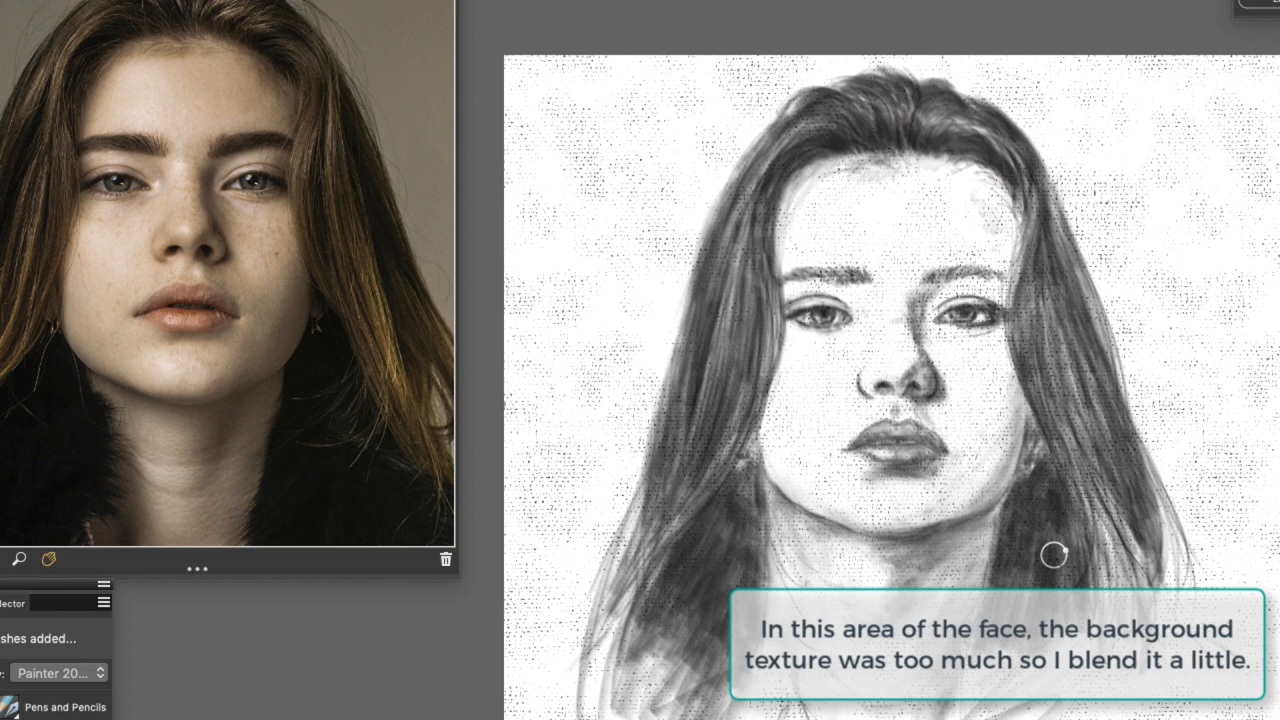 lector
shes added...
y:
Painter 20...
Pens and Pencils
In this area of the face, the background
texture was too much so I blend it a little.